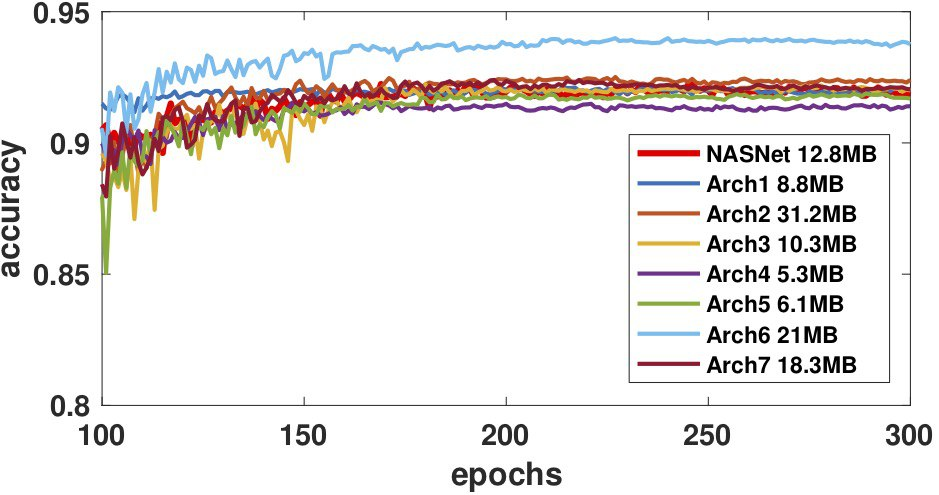 0.95
0.9
0.85
0.8
accuracy
100
150
200
250
300
epochs
NASNet 12.8MB
Arch1 8.8MB
Arch2 31.2MB
Arch3 10.3MB
Arch4 5.3MB
Arch5 6.1MB
Arch6 21MB
Arch7 18.3MB